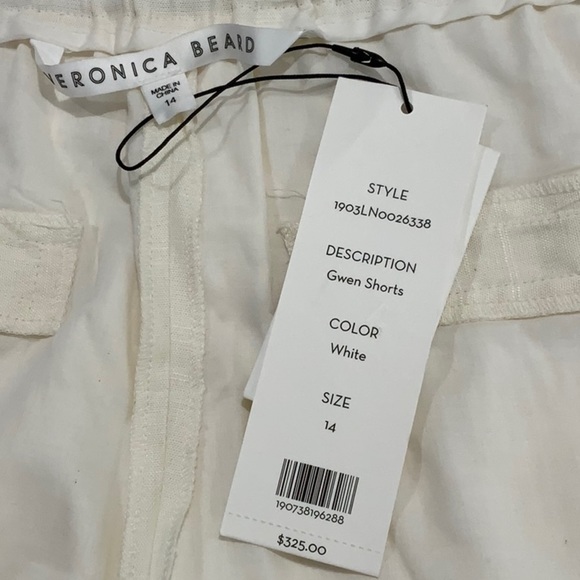 VERONICA BEARD
MADE IN
CHINA
14
STYLE
1903LN0026338
DESCRIPTION
Gwen Shorts
COLOR
White
SIZE
14
190738196288
$325.00